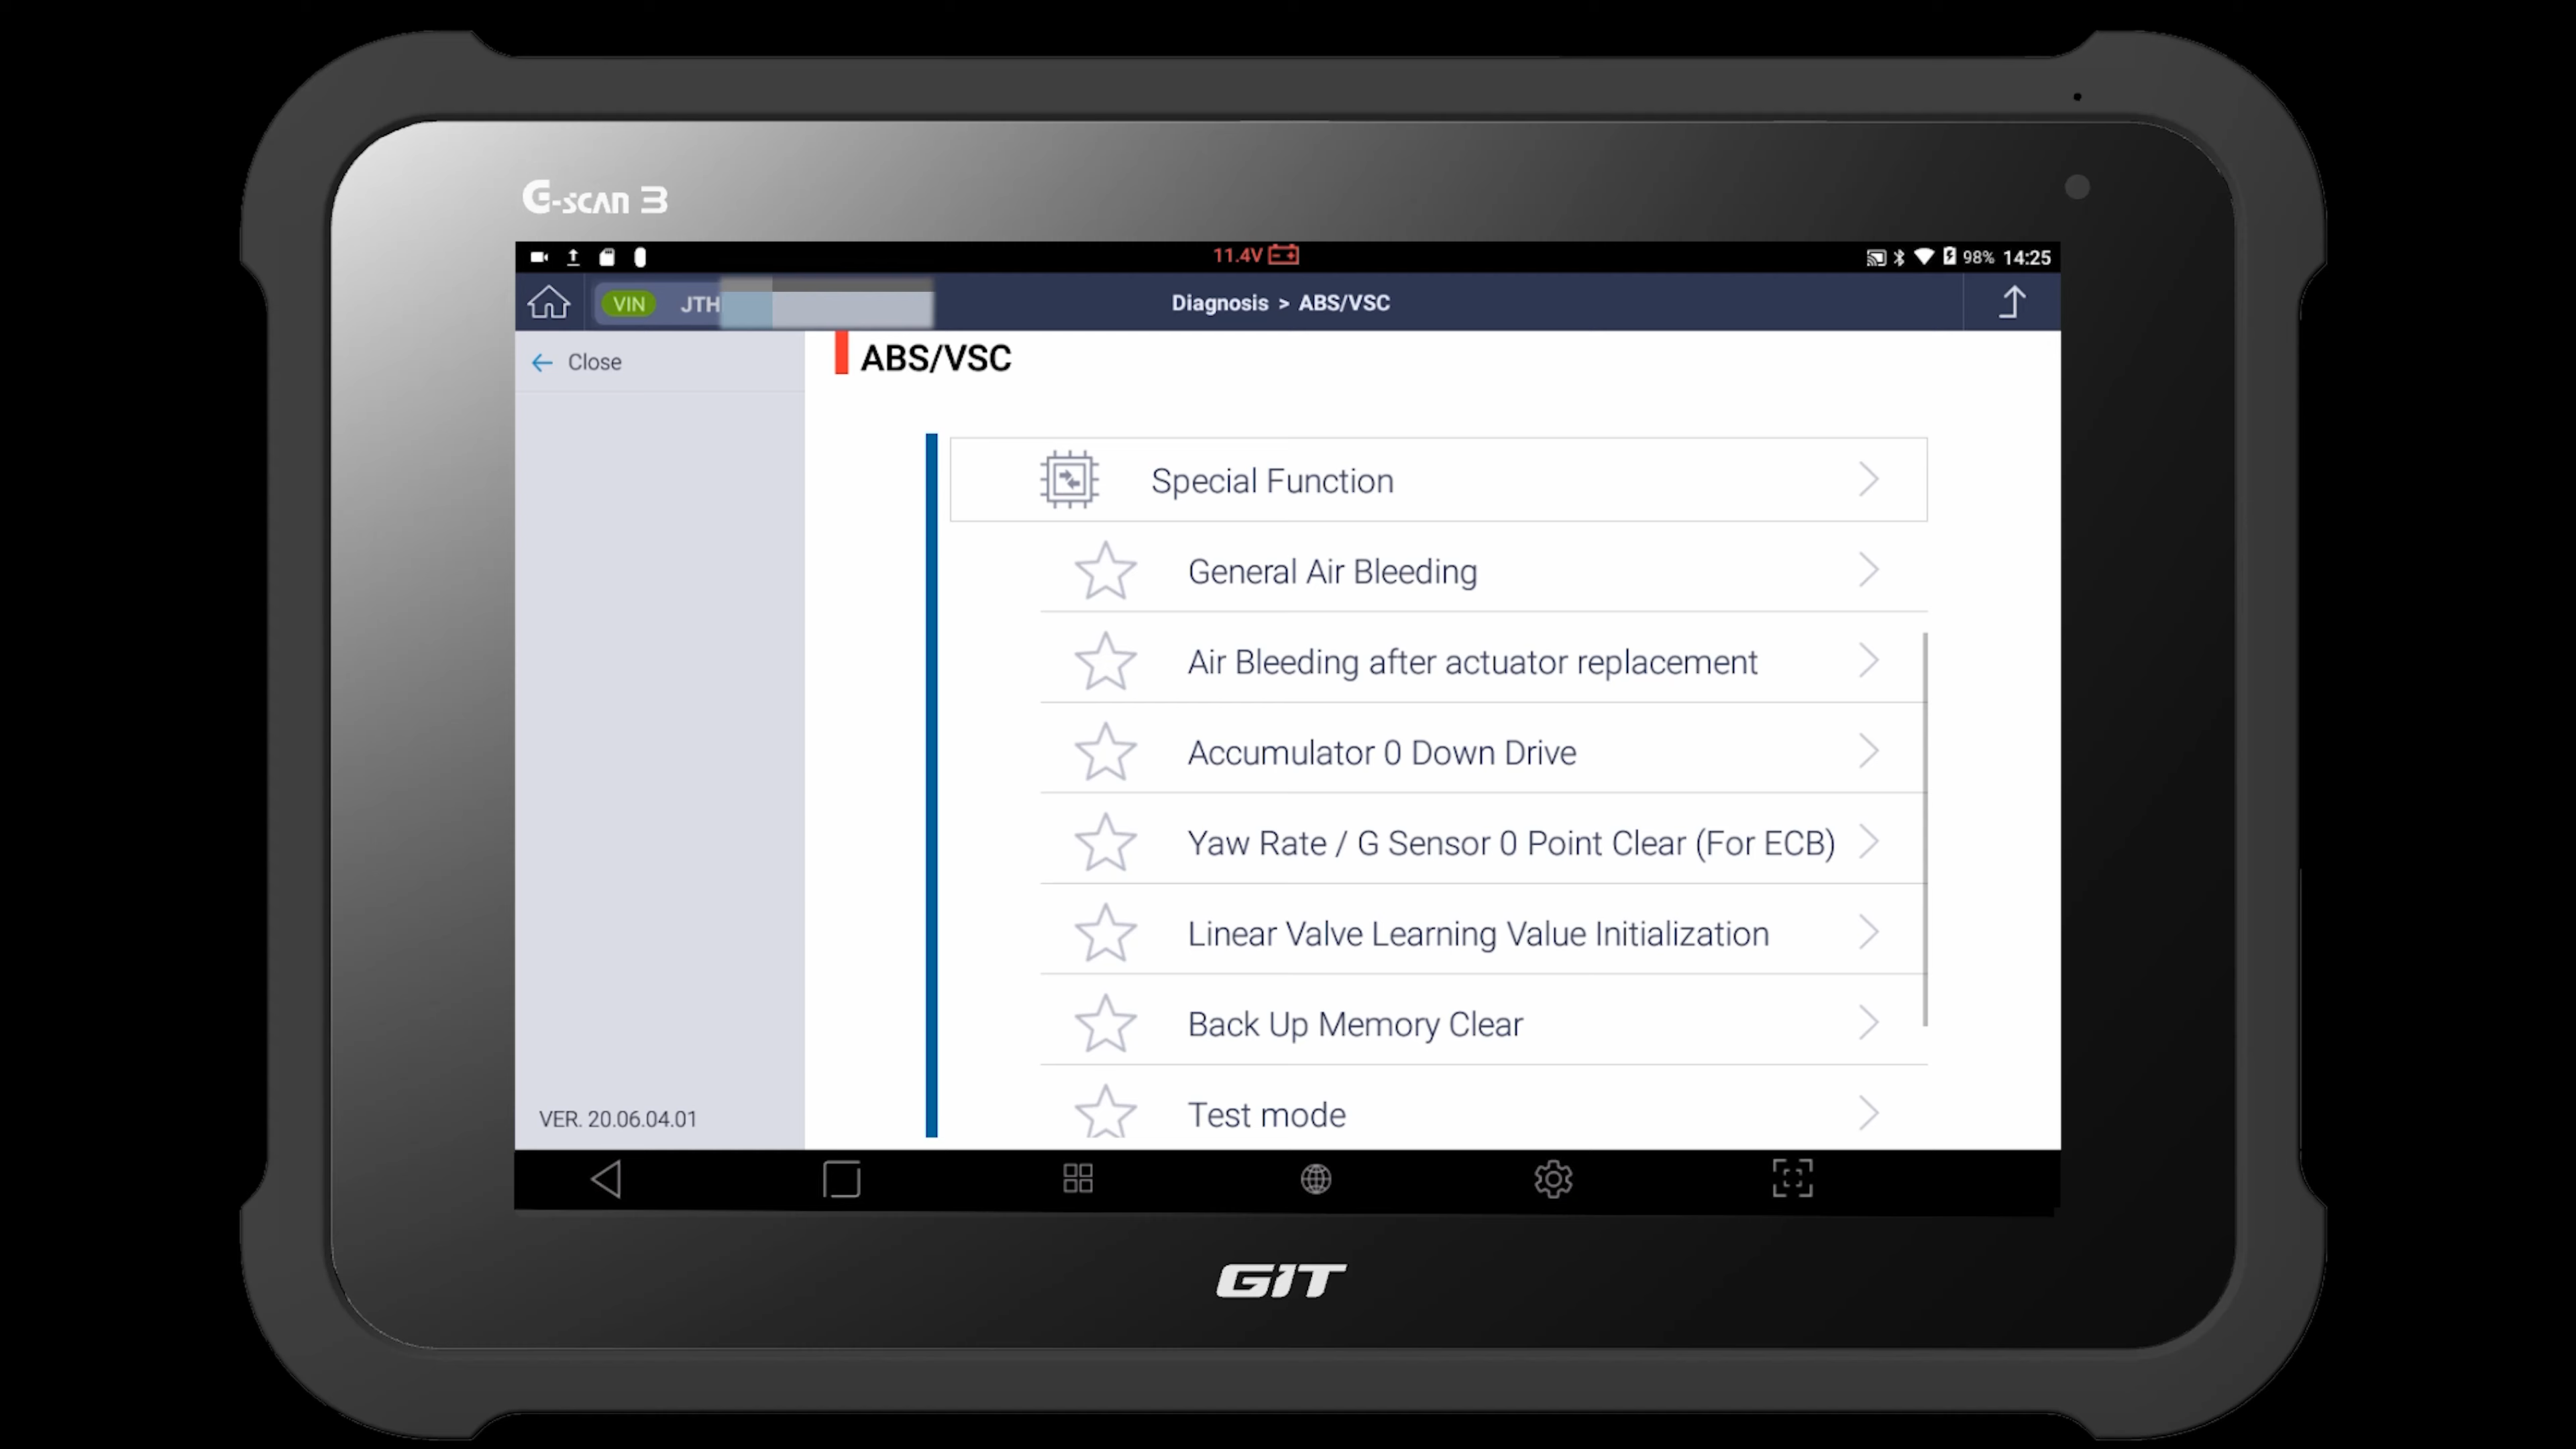 G-scan 3
11.4V
98% 14:25
VIN JTH
Diagnosis > ABS/VSC
Close
ABS/VSC
Special Function
General Air Bleeding
Air Bleeding after actuator replacement
Accumulator 0 Down Drive
Yaw Rate / G Sensor 0 Point Clear (For ECB)
Linear Valve Learning Value Initialization
Back Up Memory Clear
Test mode
VER. 20.06.04.01
GIT